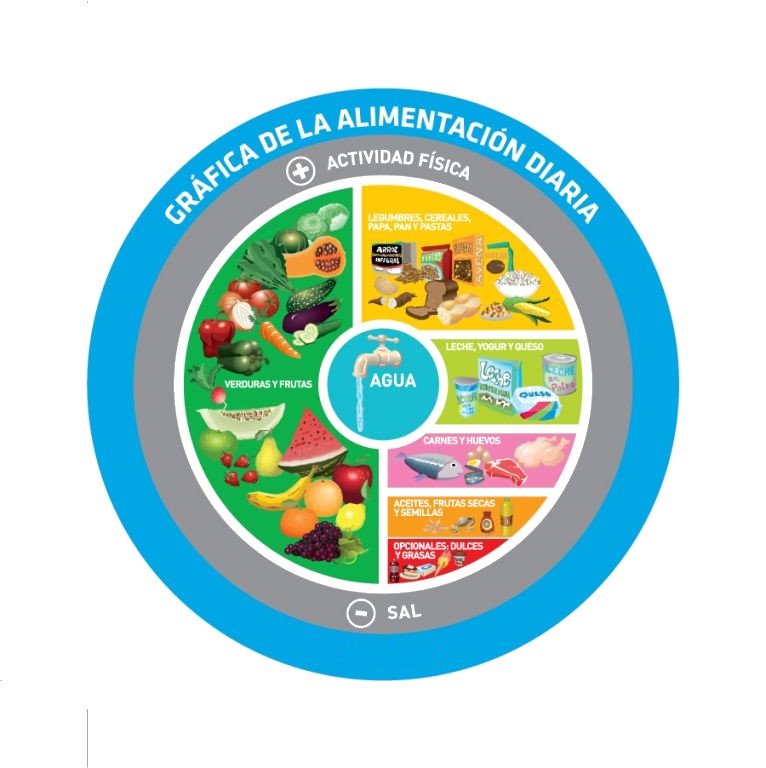 GRÁFICA DE LA ALIMENTACIÓN DIARIA
+ ACTIVIDAD FÍSICA
LEGUMBRES, CEREALES,
PAPA, PAN Y PASTAS
ARROZ
INTEGRAL
AVENA
LECHE, YOGUR Y QUESO
Leche
LECHE
Polvo
QUESO
AGUA
VERDURAS Y FRUTAS
CARNES Y HUEVOS
ACEITES, FRUTAS SECAS
Y SEMILLAS
OPCIONALES: DULCES
Y GRASAS
- SAL